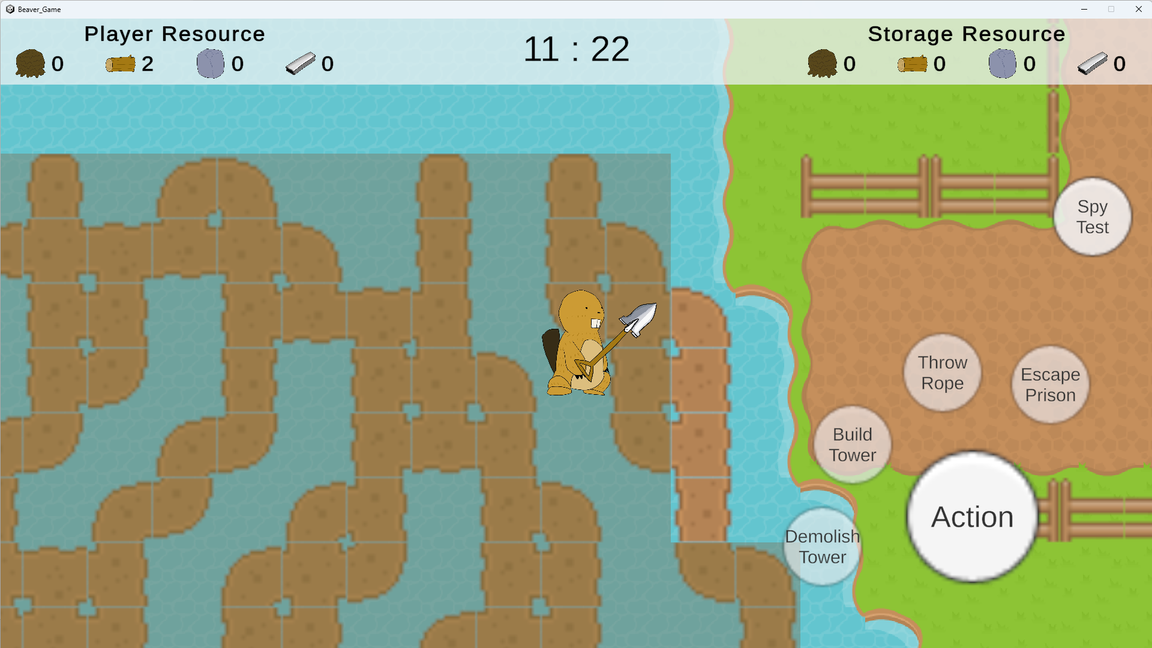 Beaver_Game
Player Resource
0 2 0 0
11 : 22
Storage Resource
0 0 0 0
Spy
Test
Throw
Rope
Escape
Prison
Build
Tower
Action
Demolish
Tower